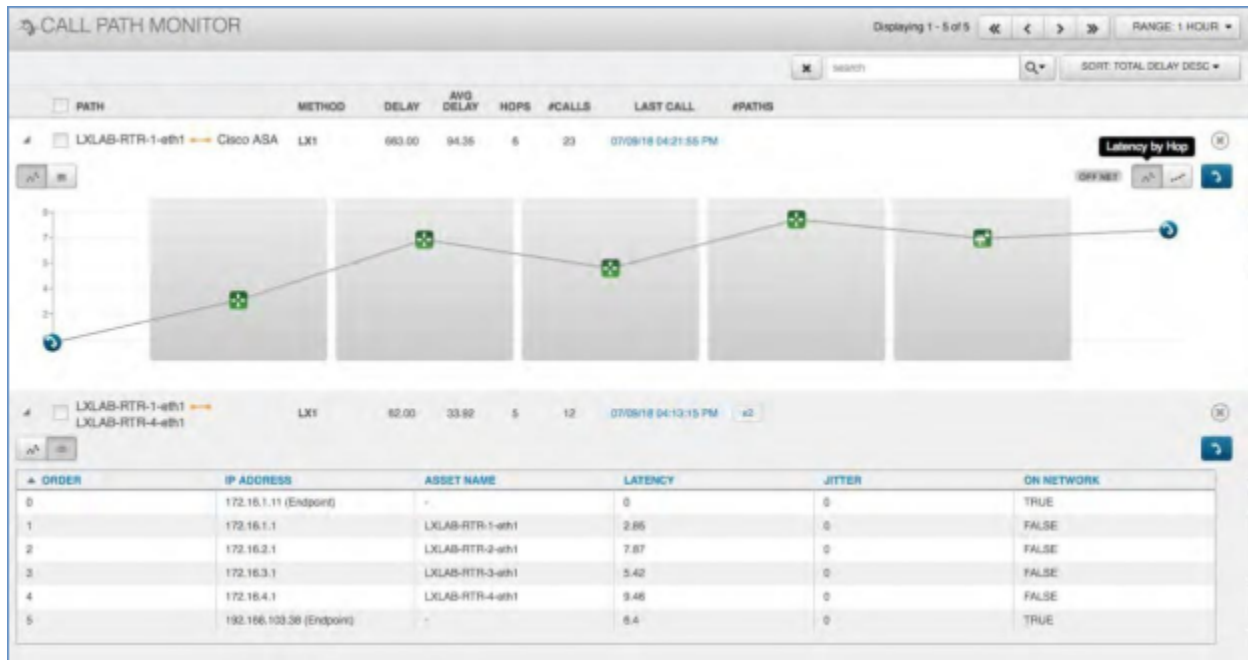 CALL PATH MONITOR
Displaying 1 - 5 of 5
RANGE: 1 HOUR
search
SORT: TOTAL DELAY DESC
PATH METHOD DELAY AVG DELAY HOPS #CALLS LAST CALL #PATHS
LXLAB-RTR-1-eth1 Cisco ASA LX1 663.00 94.35 6 23 07/09/18 04:21:55 PM
Latency by Hop
OFF NET
7
4
2
LXLAB-RTR-1-eth1
LXLAB-RTR-4-eth1 LX1 62.00 33.92 5 12 07/09/18 04:13:15 PM x2
ORDER IP ADDRESS ASSET NAME LATENCY JITTER ON NETWORK
0 172.16.1.11 (Endpoint) - 0 0 TRUE
1 172.16.1.1 LXLAB-RTR-1-eth1 2.85 0 FALSE
2 172.16.2.1 LXLAB-RTR-2-eth1 7.87 0 FALSE
3 172.16.3.1 LXLAB-RTR-3-eth1 5.42 0 FALSE
4 172.16.4.1 LXLAB-RTR-4-eth1 9.46 0 FALSE
5 192.168.103.38 (Endpoint) - 6.4 0 TRUE